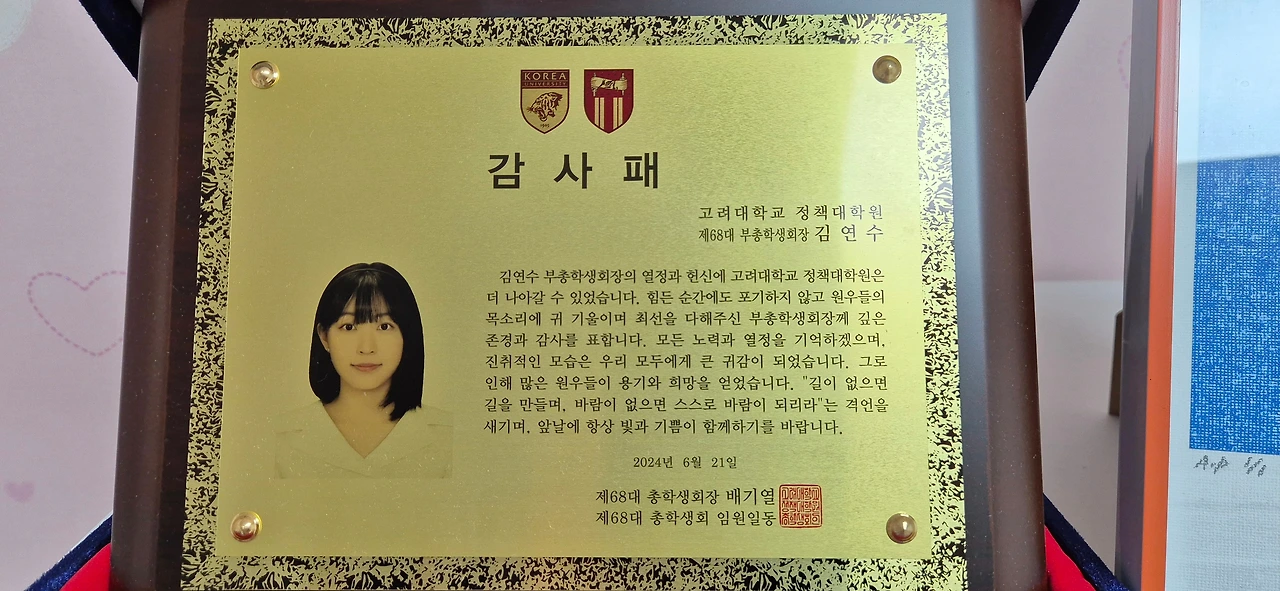 KOREA
UNIVERSITY
1905
감 사 패
고려대학교 정책대학원
제68대 부총학생회장 김 연 수
김연수 부총학생회장의 열정과 헌신에 고려대학교 정책대학원은
더 나아갈 수 있었습니다. 힘든 순간에도 포기하지 않고 원우들의
목소리에 귀 기울이며 최선을 다해주신 부총학생회장께 깊은
존경과 감사를 표합니다. 모든 노력과 열정을 기억하겠으며,
진취적인 모습은 우리 모두에게 큰 귀감이 되었습니다. 그로
인해 많은 원우들이 용기와 희망을 얻었습니다. "길이 없으면
길을 만들며, 바람이 없으면 스스로 바람이 되리라"는 격언을
새기며, 앞날에 항상 빛과 기쁨이 함께하기를 바랍니다.
2024년 6월 21일
제68대 총학생회장 배기열
제68대 총학생회 임원일동